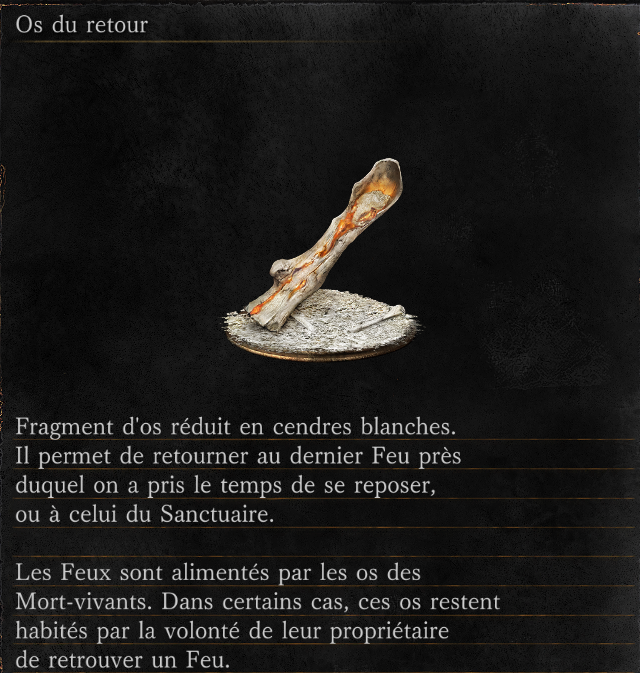 Os du retour
Fragment d'os réduit en cendres blanches.
Il permet de retourner au dernier Feu près
duquel on a pris le temps de se reposer,
ou à celui du Sanctuaire.
Les Feux sont alimentés par les os des
Mort-vivants. Dans certains cas, ces os restent
habités par la volonté de leur propriétaire
de retrouver un Feu.